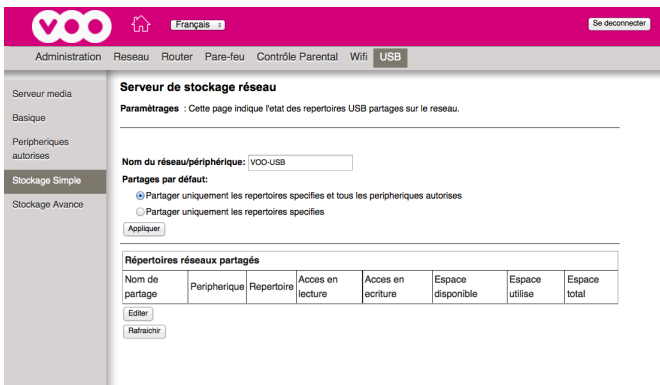 VOO
Français
Se deconnecter
Administration Reseau Router Pare-feu Contrôle Parental Wifi USB
Serveur media
Basique
Peripheriques
autorises
Stockage Simple
Stockage Avance
Serveur de stockage réseau
Paramètrages : Cette page indique l'etat des repertoires USB partages sur le reseau.
Nom du réseau/périphérique: VOO-USB
Partages par défaut:
Partager uniquement les repertoires specifies et tous les peripheriques autorises
Partager uniquement les repertoires specifies
Appliquer
Répertoires réseaux partagés
Nom de partage Peripherique Repertoire Acces en lecture Acces en ecriture Espace disponible Espace utilise Espace total
Editer
Rafraichir